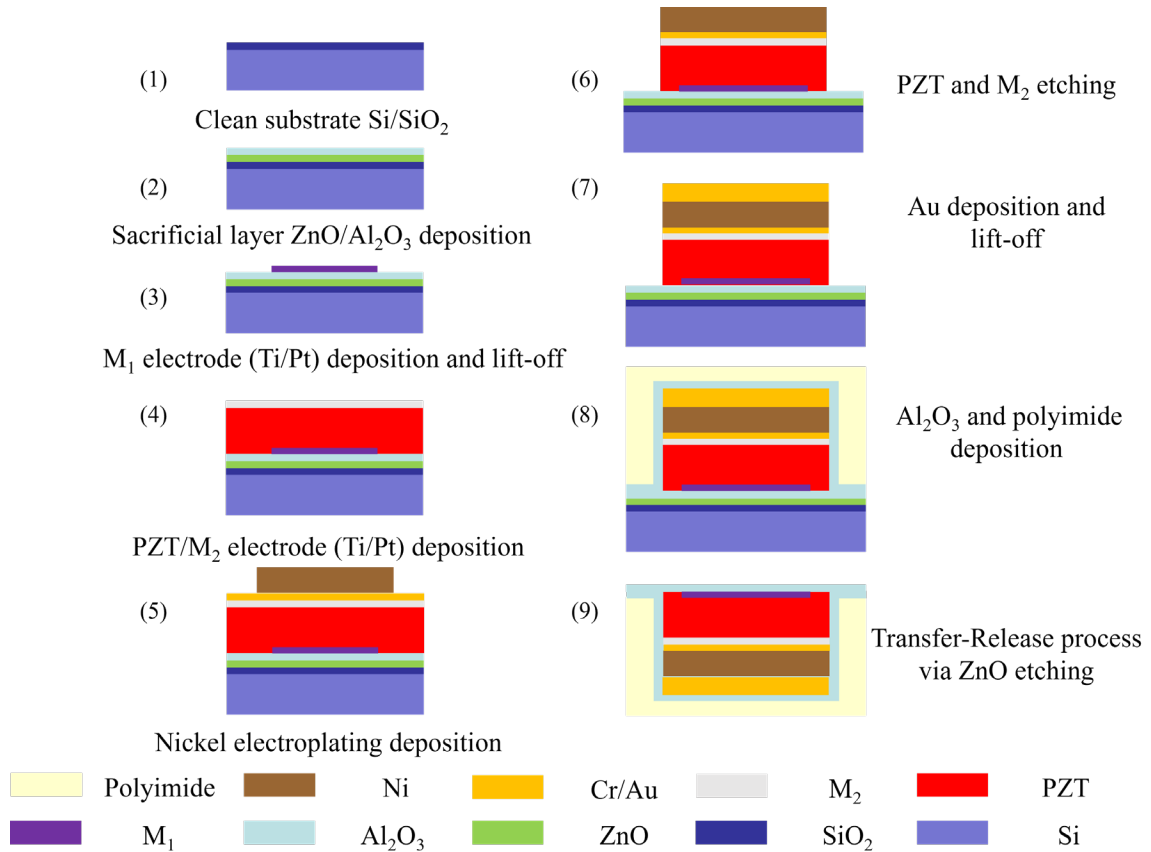 (1)
Clean substrate Si/SiO₂
(2)
Sacrificial layer ZnO/Al₂O₃ deposition
(3)
M₁ electrode (Ti/Pt) deposition and lift-off
(4)
PZT/M₂ electrode (Ti/Pt) deposition
(5)
Nickel electroplating deposition
(6)
PZT and M₂ etching
(7)
Au deposition and
lift-off
(8)
Al₂O₃ and polyimide
deposition
(9)
Transfer-Release process
via ZnO etching
Polyimide Ni Cr/Au M₂ PZT
M₁ Al₂O₃ ZnO SiO₂ Si